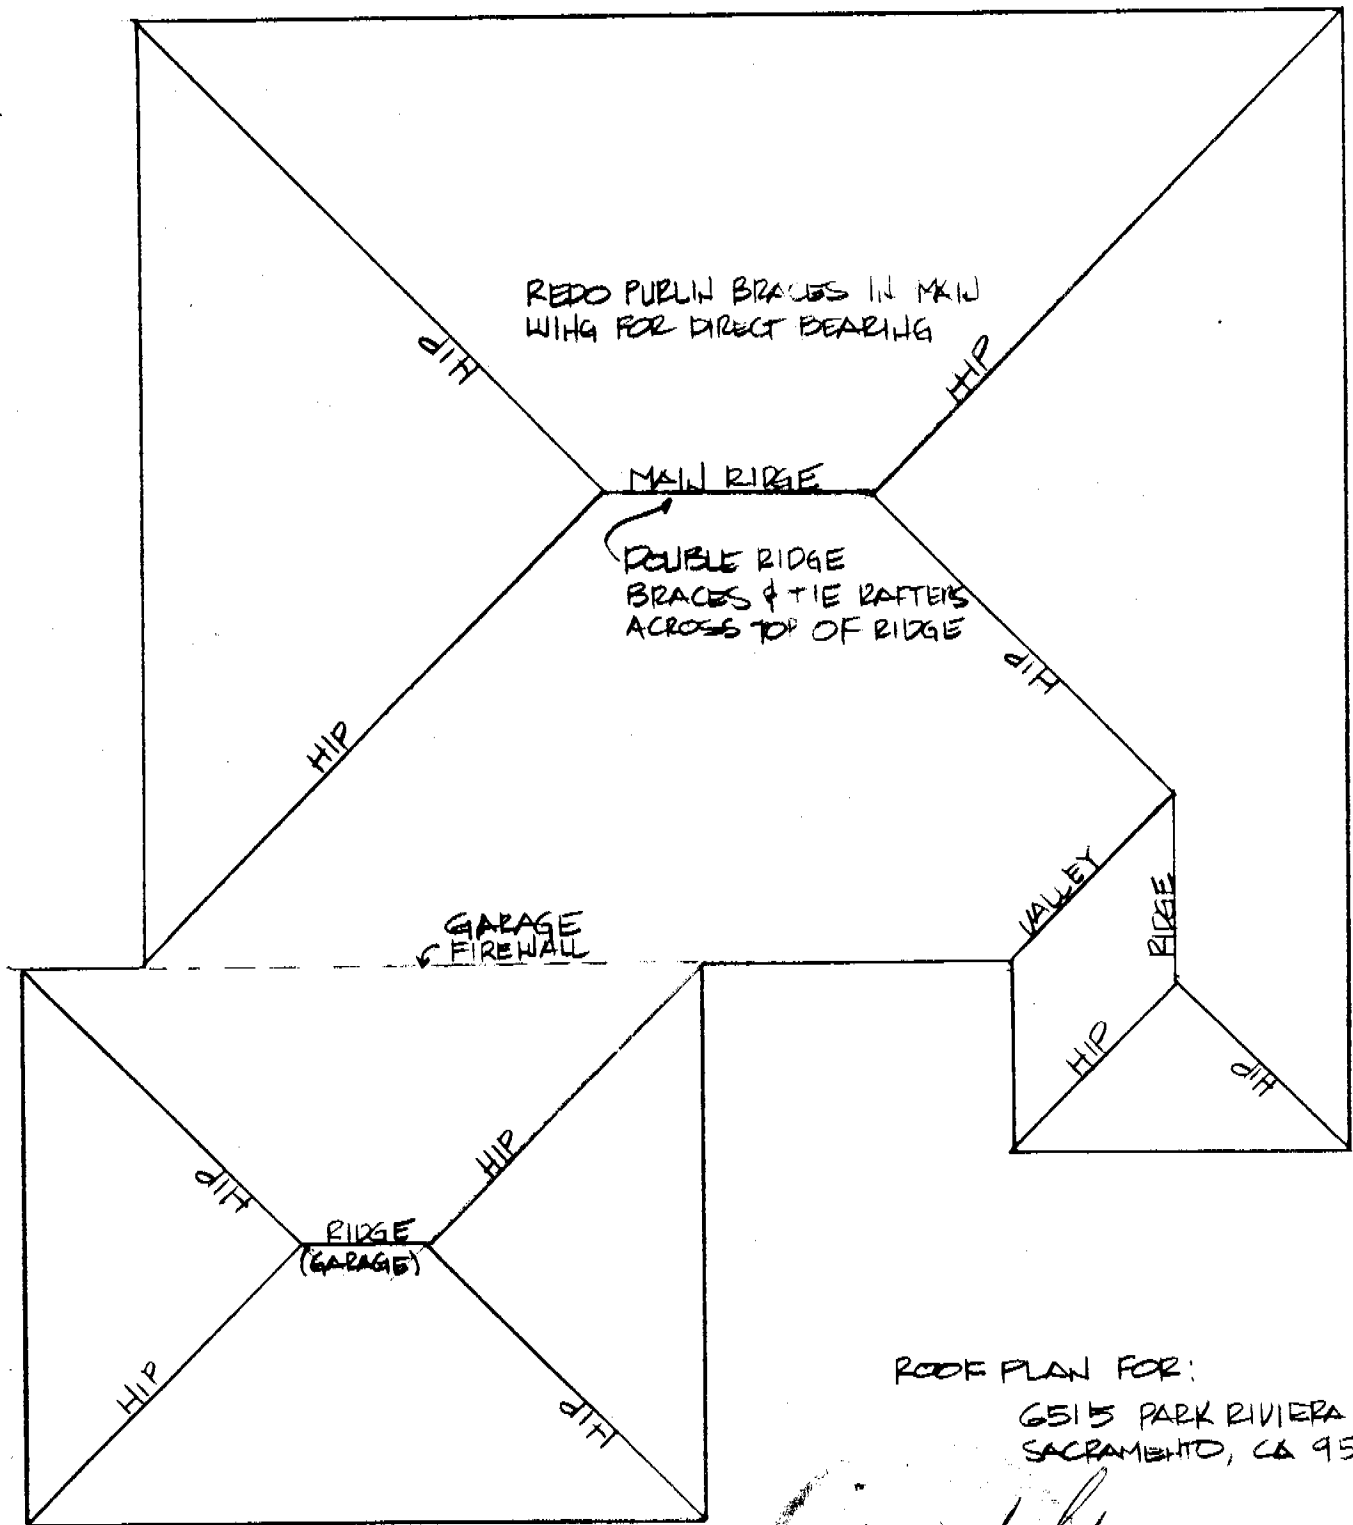 REDO PURLIN BRACES IN MAIN
WING FOR DIRECT BEARING
HIP
HIP
MAIN RIDGE
DOUBLE RIDGE
BRACES & TIE RAFTERS
ACROSS TOP OF RIDGE
HIP
HIP
VALLEY
RIDGE
GARAGE
FIREWALL
HIP
HIP
HIP
HIP
RIDGE
(GARAGE)
HIP
HIP
ROOF PLAN FOR:
6515 PARK RIVIERA
SACRAMENTO, CA 95